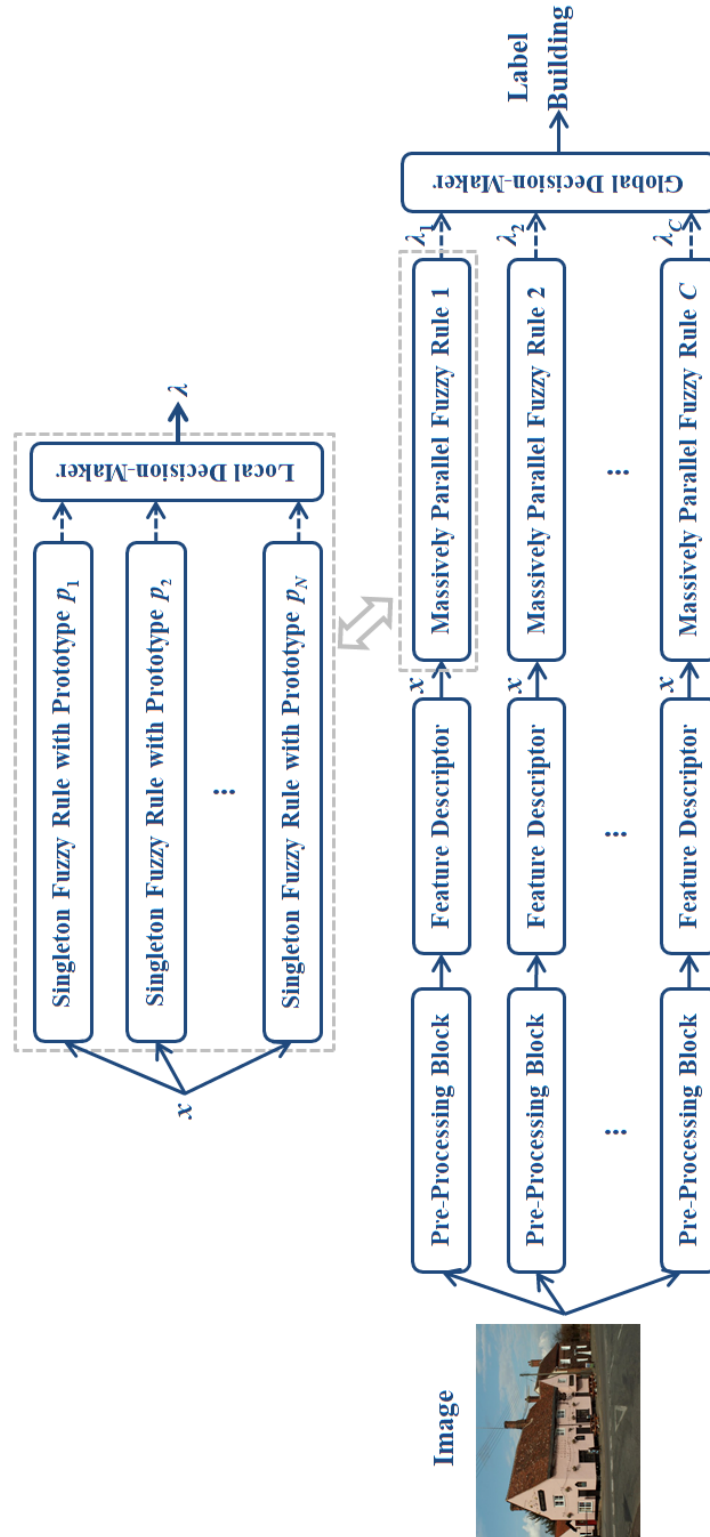 x
Singleton Fuzzy Rule with Prototype p₁
Singleton Fuzzy Rule with Prototype p₂
...
Singleton Fuzzy Rule with Prototype p_N
Local Decision-Maker
λ
Image
Pre-Processing Block
Feature Descriptor
x
Massively Parallel Fuzzy Rule 1
λ₁
Pre-Processing Block
Feature Descriptor
x
Massively Parallel Fuzzy Rule 2
λ₂
...
...
...
Pre-Processing Block
Feature Descriptor
x
Massively Parallel Fuzzy Rule C
λ_C
Global Decision-Maker
Label
Building